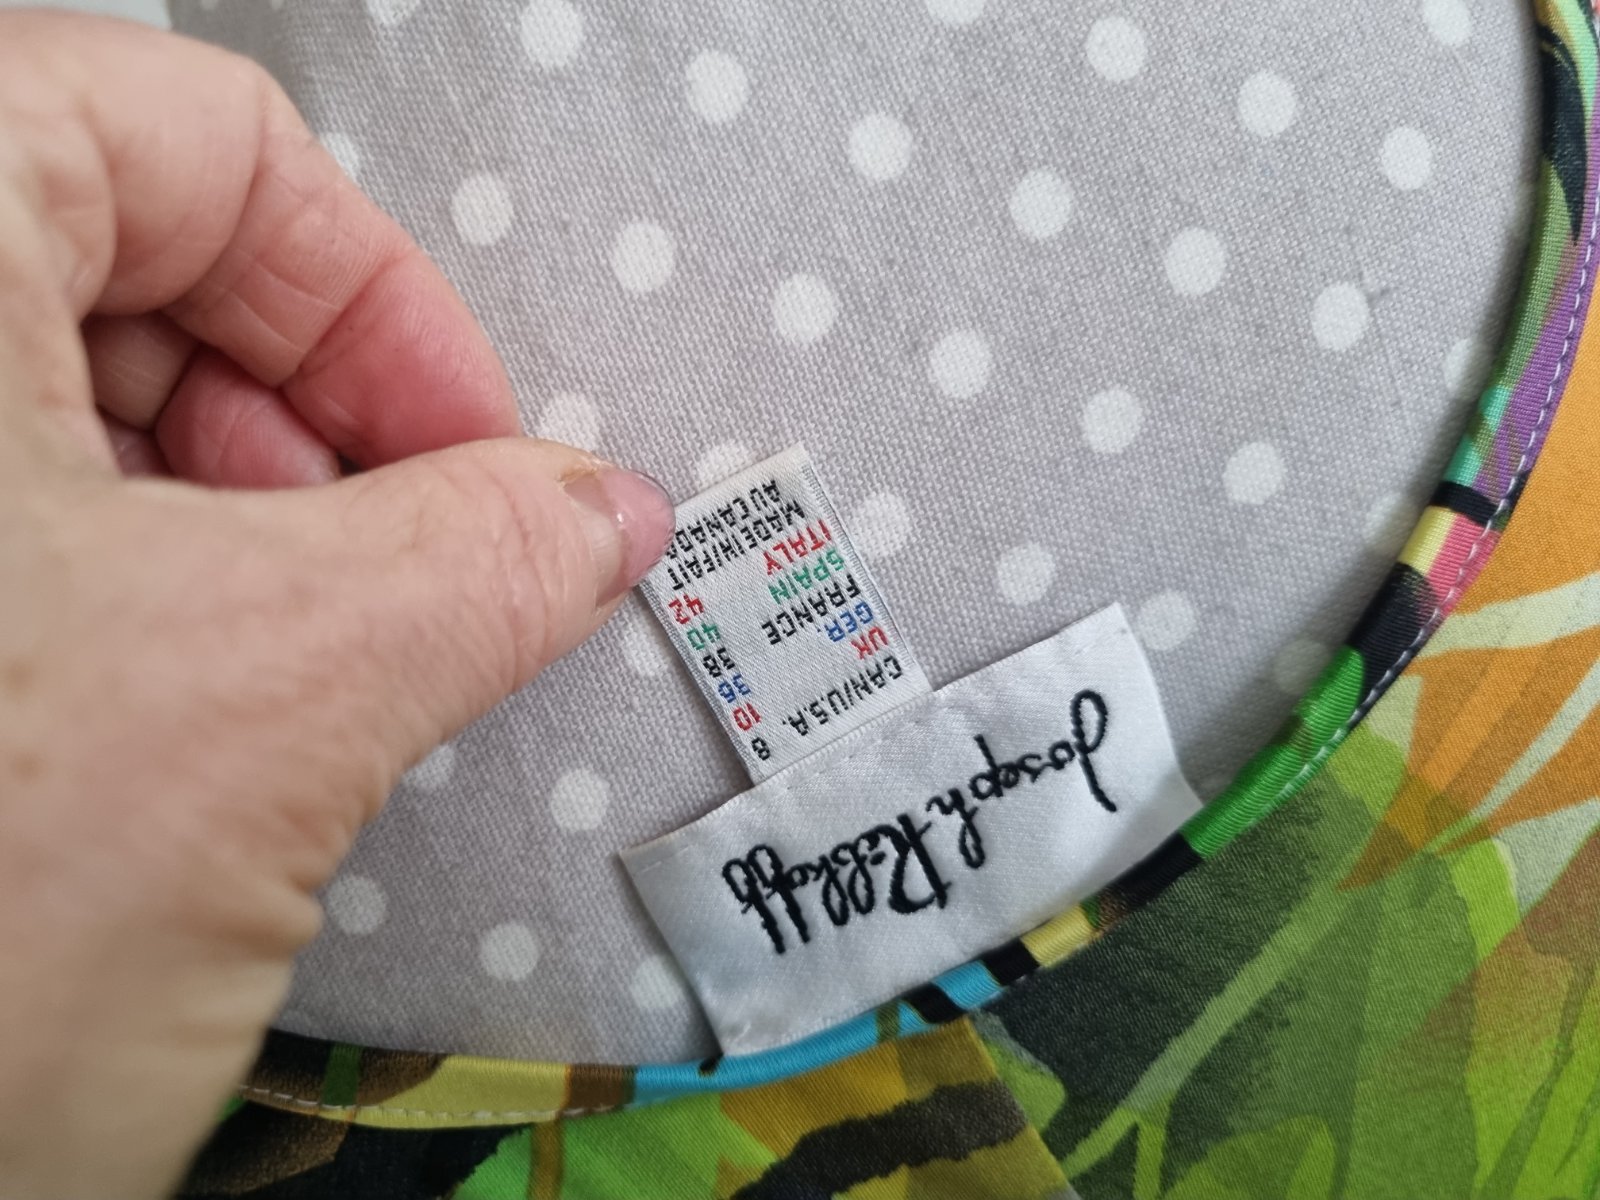 Joseph Ribkoff
CAN/U.S.A. 8
UK 10
GER. 36
FRANCE 38
SPAIN 40
ITALY 42
MADE IN/FAIT
AU CANADA